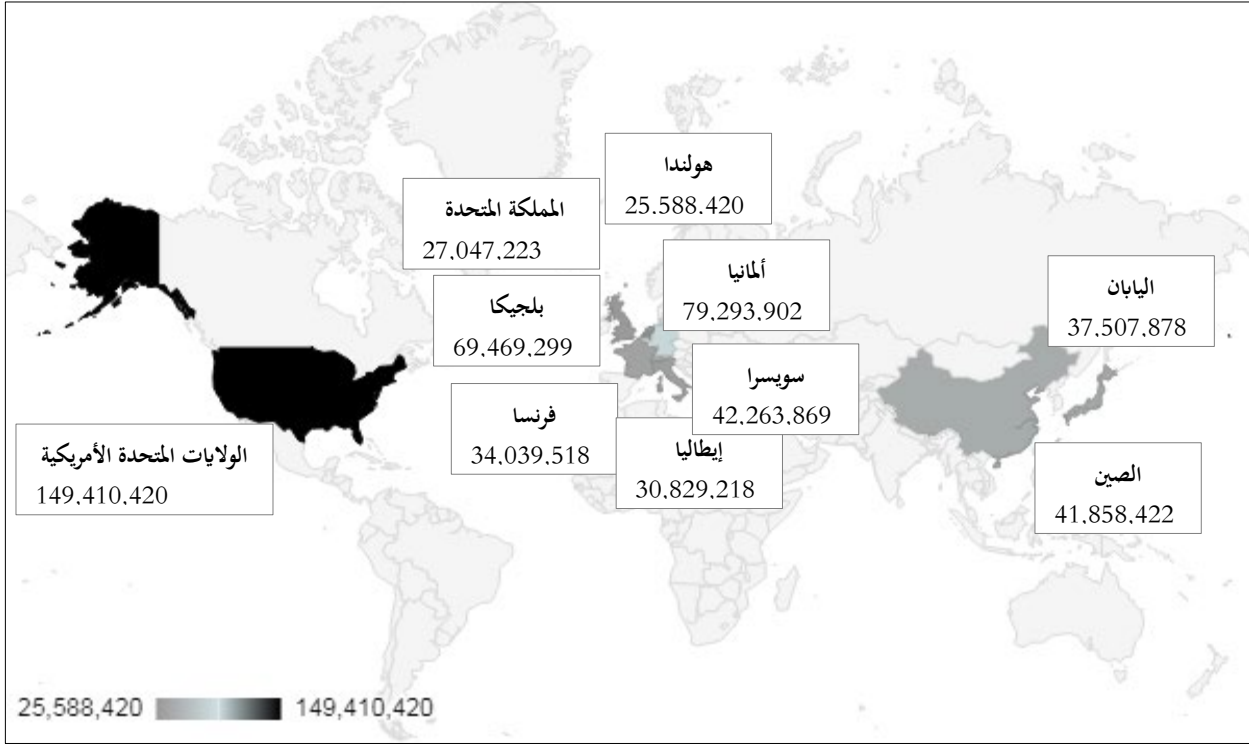 هولندا
25.588.420
المملكة المتحدة
27,047,223
ألمانيا
79,293,902
اليابان
37,507,878
بلجيكا
69,469,299
سويسرا
42,263,869
فرنسا
34,039,518
إيطاليا
30,829,218
الولايات المتحدة الأمريكية
149,410,420
الصين
41,858,422
25,588,420 149,410,420